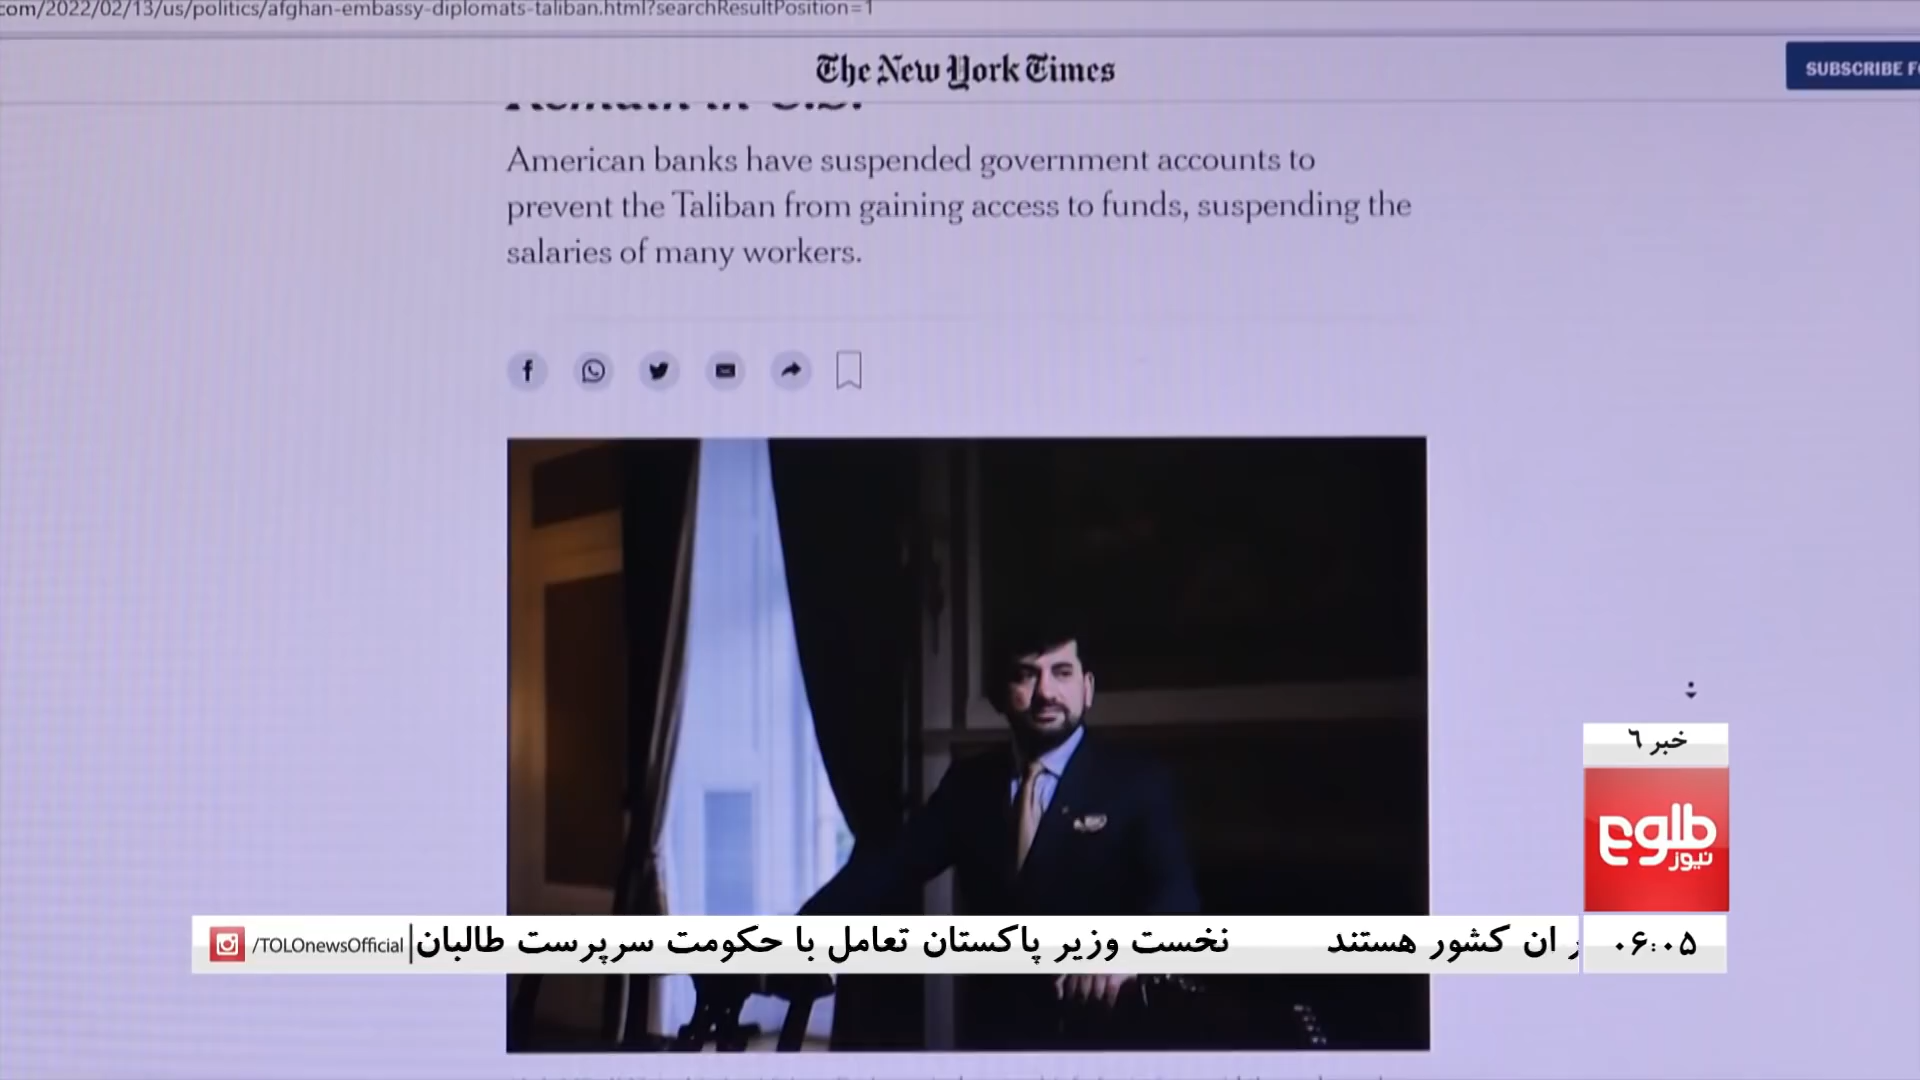 com/2022/02/13/us/politics/afghan-embassy-diplomats-taliban.html?searchResultPosition=1
The New York Times
SUBSCRIBE
American banks have suspended government accounts to
prevent the Taliban from gaining access to funds, suspending the
salaries of many workers.
خبر ٦
طلوع
نیوز
ان کشور هستند
نخست وزیر پاکستان تعامل با حکومت سرپرست طالبان
/TOLOnewsOfficial
۰۶:۰۵